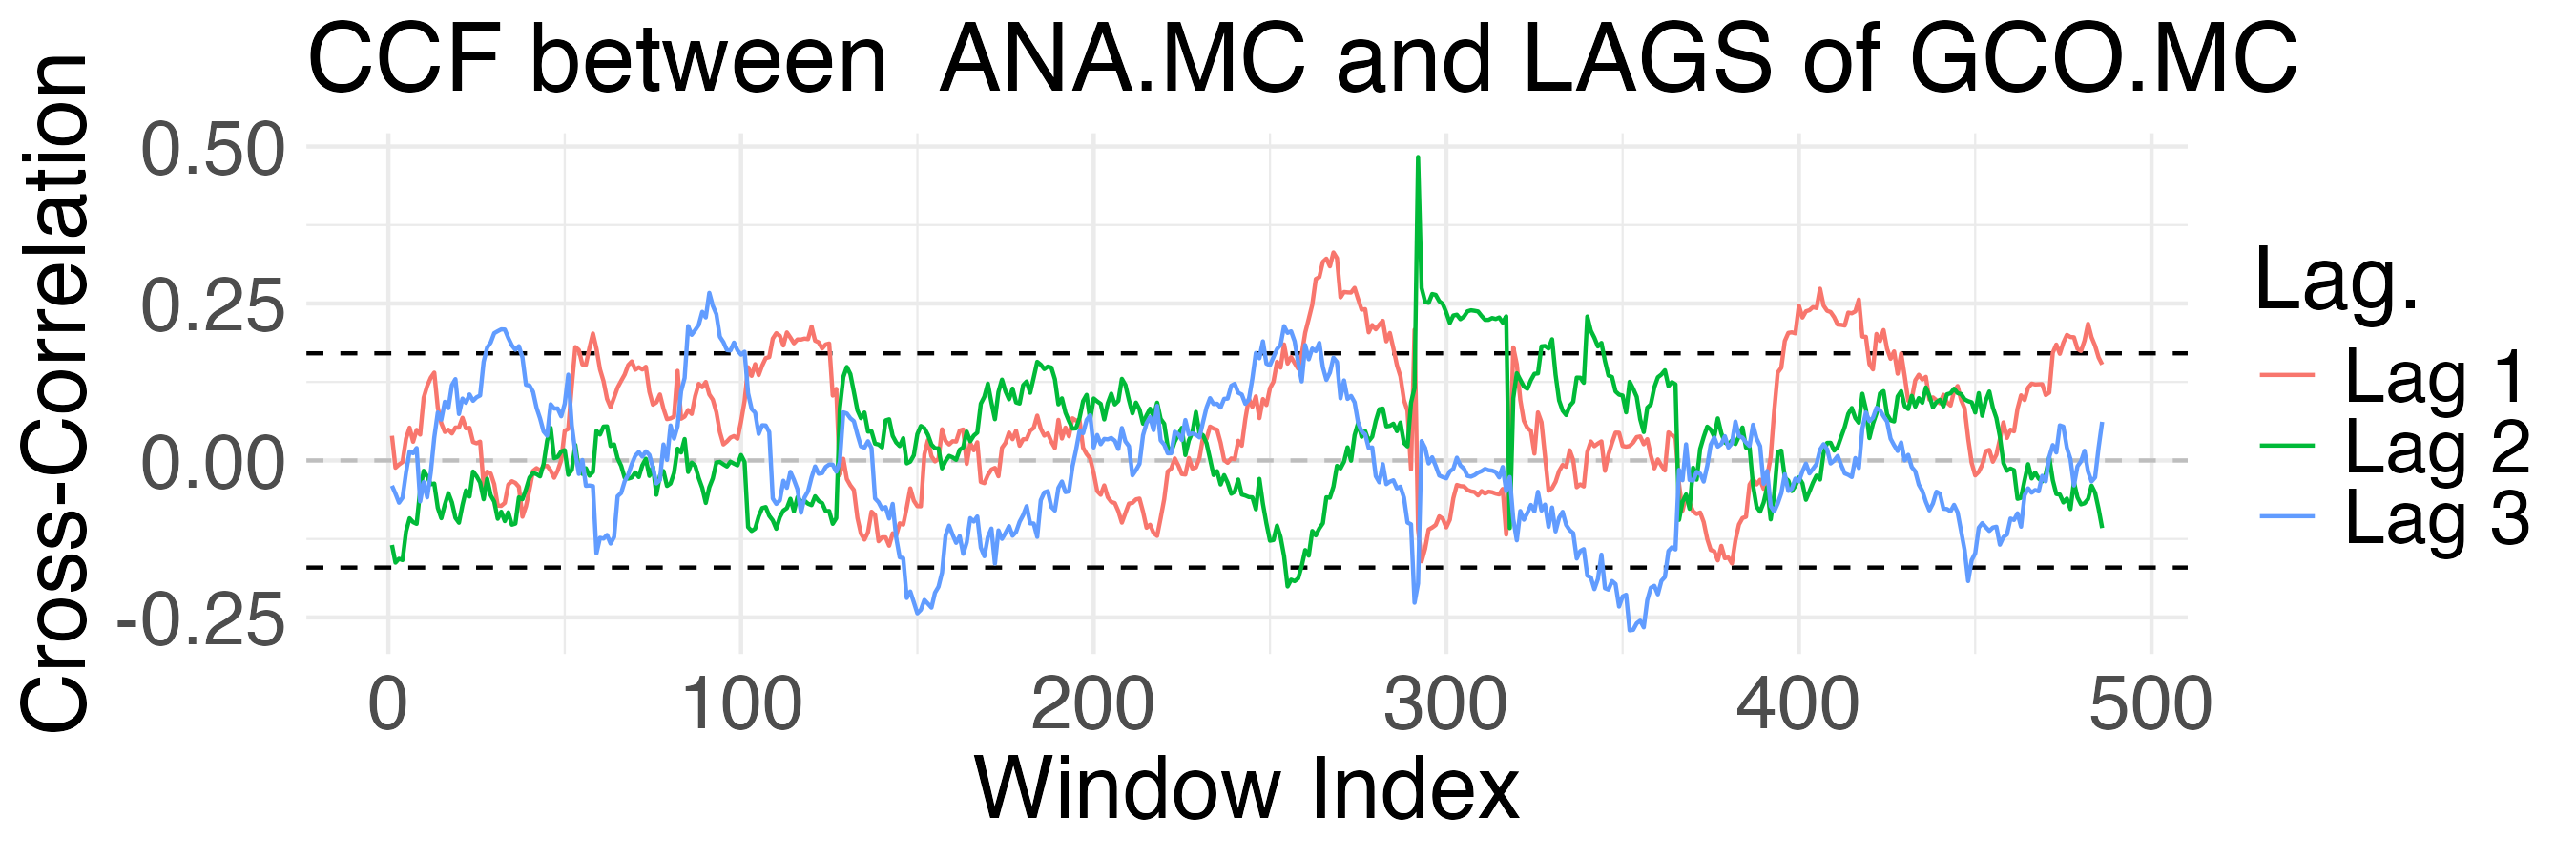 CCF between  ANA.MC and LAGS of GCO.MC
Cross-Correlation
0.50
0.25
0.00
-0.25
0 100 200 300 400 500
Window Index
Lag.
Lag 1
Lag 2
Lag 3